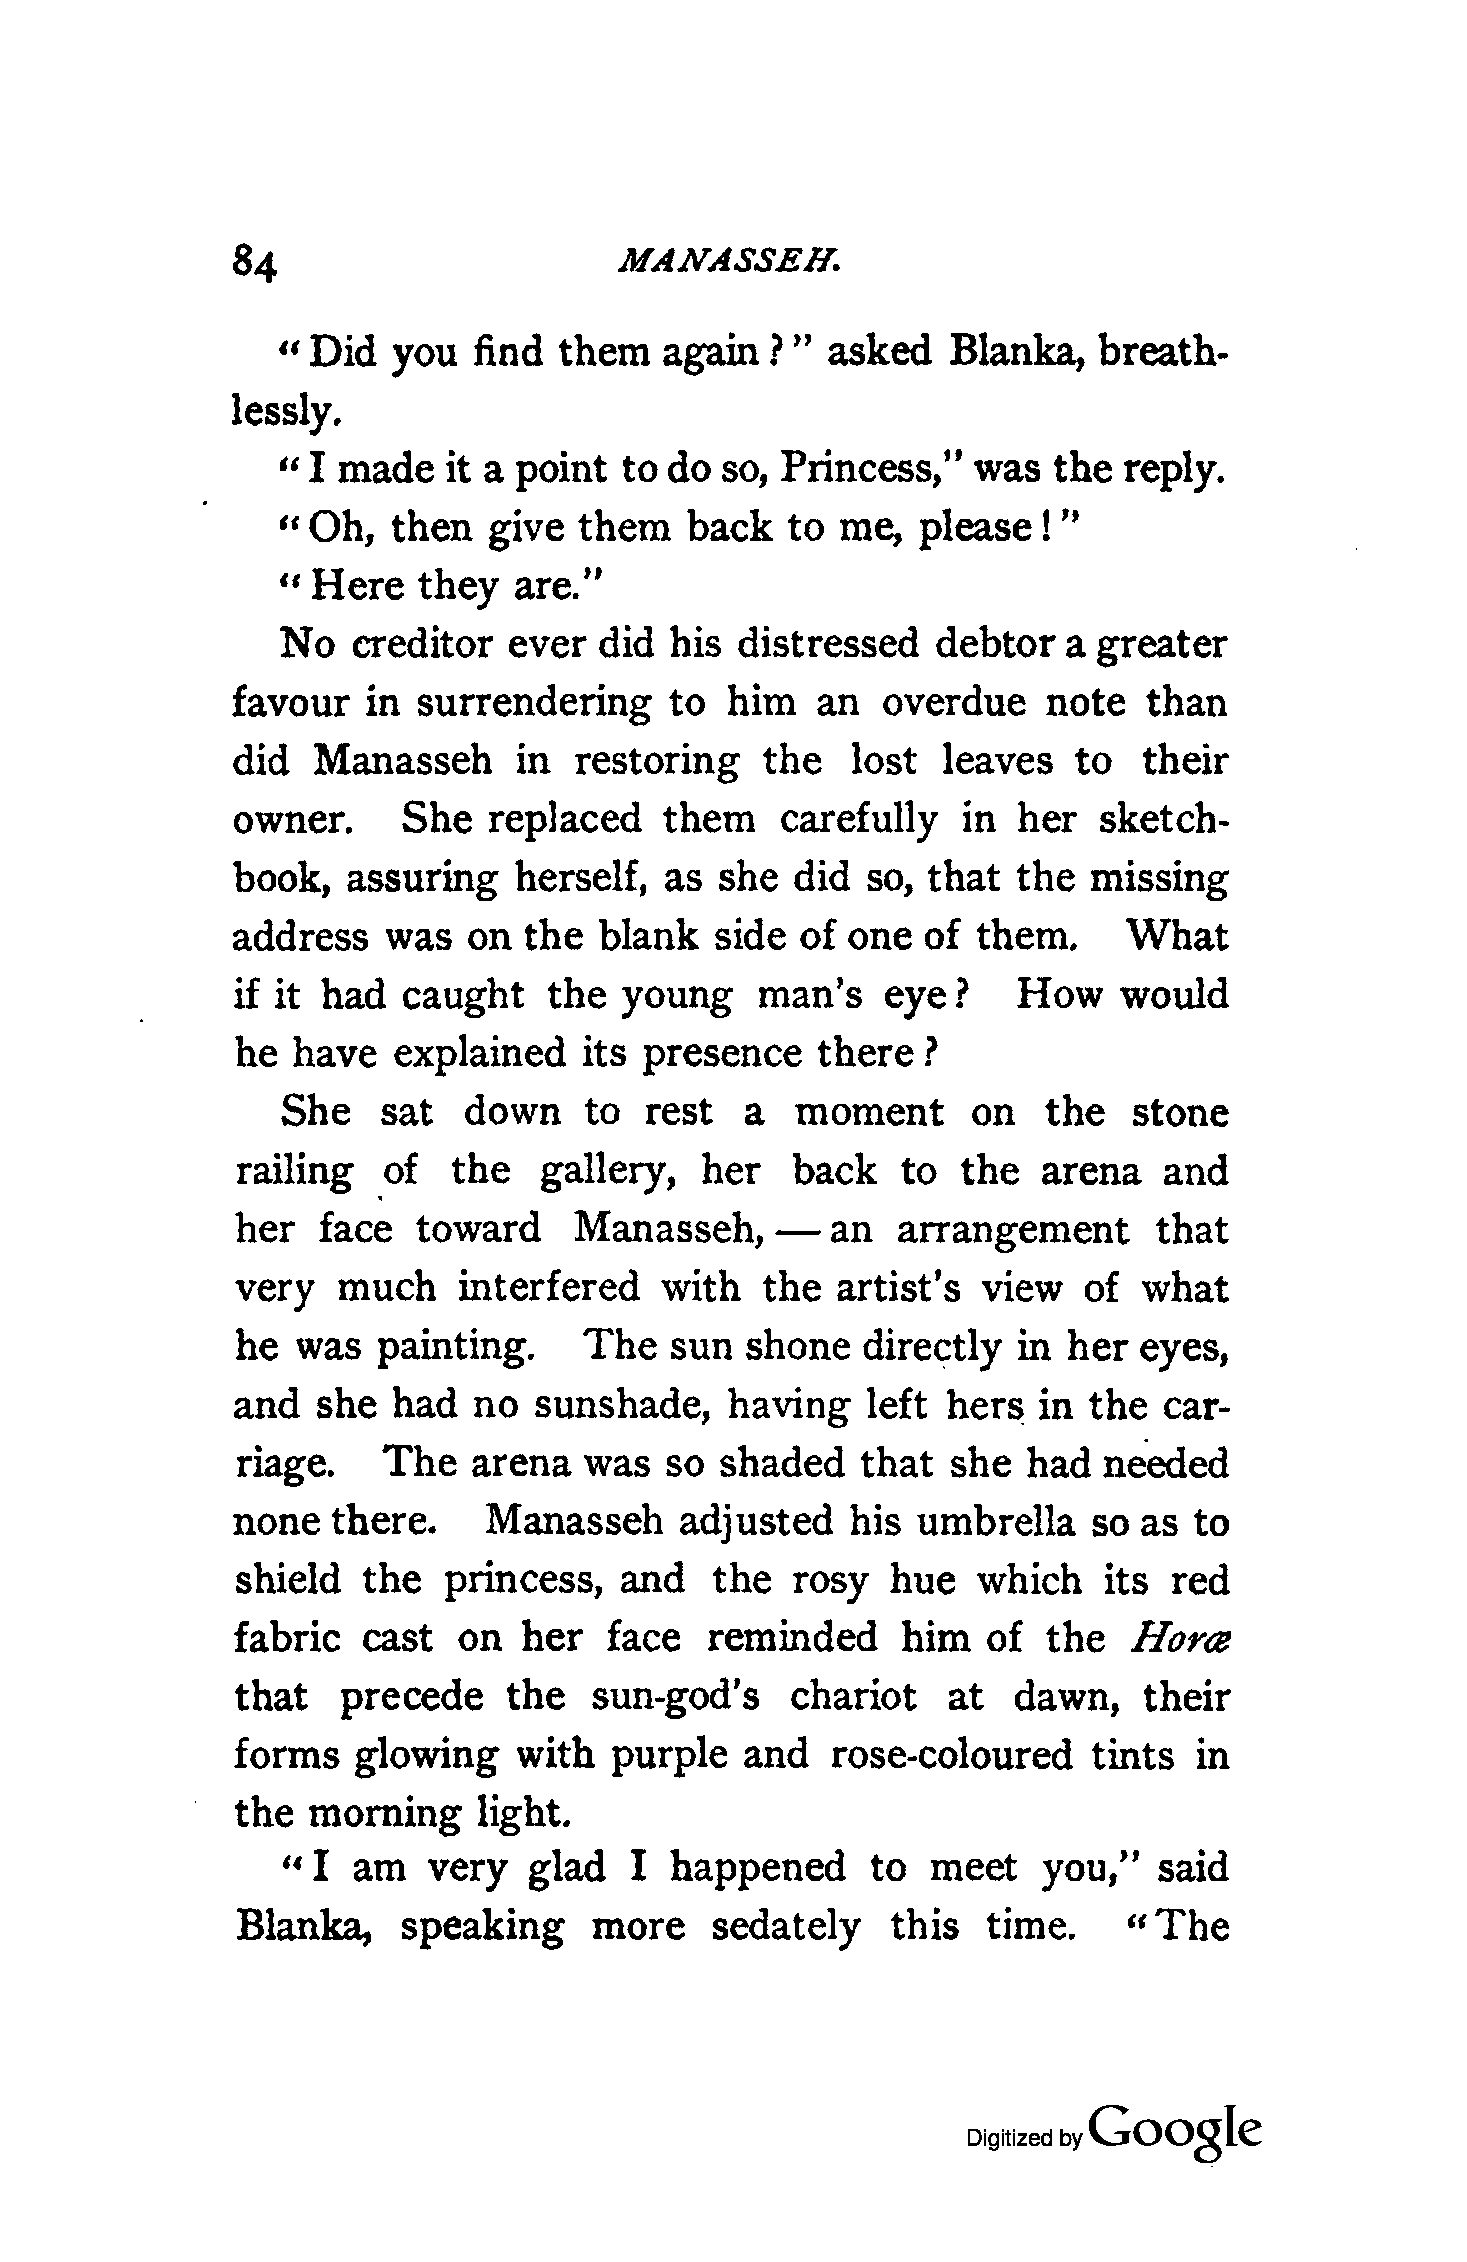 84 MANASSEH.
“Did you find them again?” asked Blanka, breath-
lessly.
“I made it a point to do so, Princess,” was the reply.
“Oh, then give them back to me, please!”
“Here they are.”
No creditor ever did his distressed debtor a greater
favour in surrendering to him an overdue note than
did Manasseh in restoring the lost leaves to their
owner. She replaced them carefully in her sketch-
book, assuring herself, as she did so, that the missing
address was on the blank side of one of them. What
if it had caught the young man's eye? How would
he have explained its presence there?
She sat down to rest a moment on the stone
railing of the gallery, her back to the arena and
her face toward Manasseh, — an arrangement that
very much interfered with the artist's view of what
he was painting. The sun shone directly in her eyes,
and she had no sunshade, having left hers in the car-
riage. The arena was so shaded that she had needed
none there. Manasseh adjusted his umbrella so as to
shield the princess, and the rosy hue which its red
fabric cast on her face reminded him of the Horæ
that precede the sun-god's chariot at dawn, their
forms glowing with purple and rose-coloured tints in
the morning light.
“I am very glad I happened to meet you,” said
Blanka, speaking more sedately this time. “The
Digitized by Google